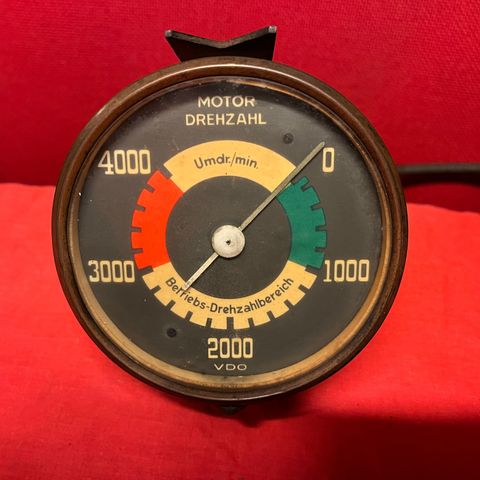 MOTOR
DREHZAHL
4000
Umdr./min.
0
3000
Betriebs-Drehzahlbereich
1000
2000
VDO